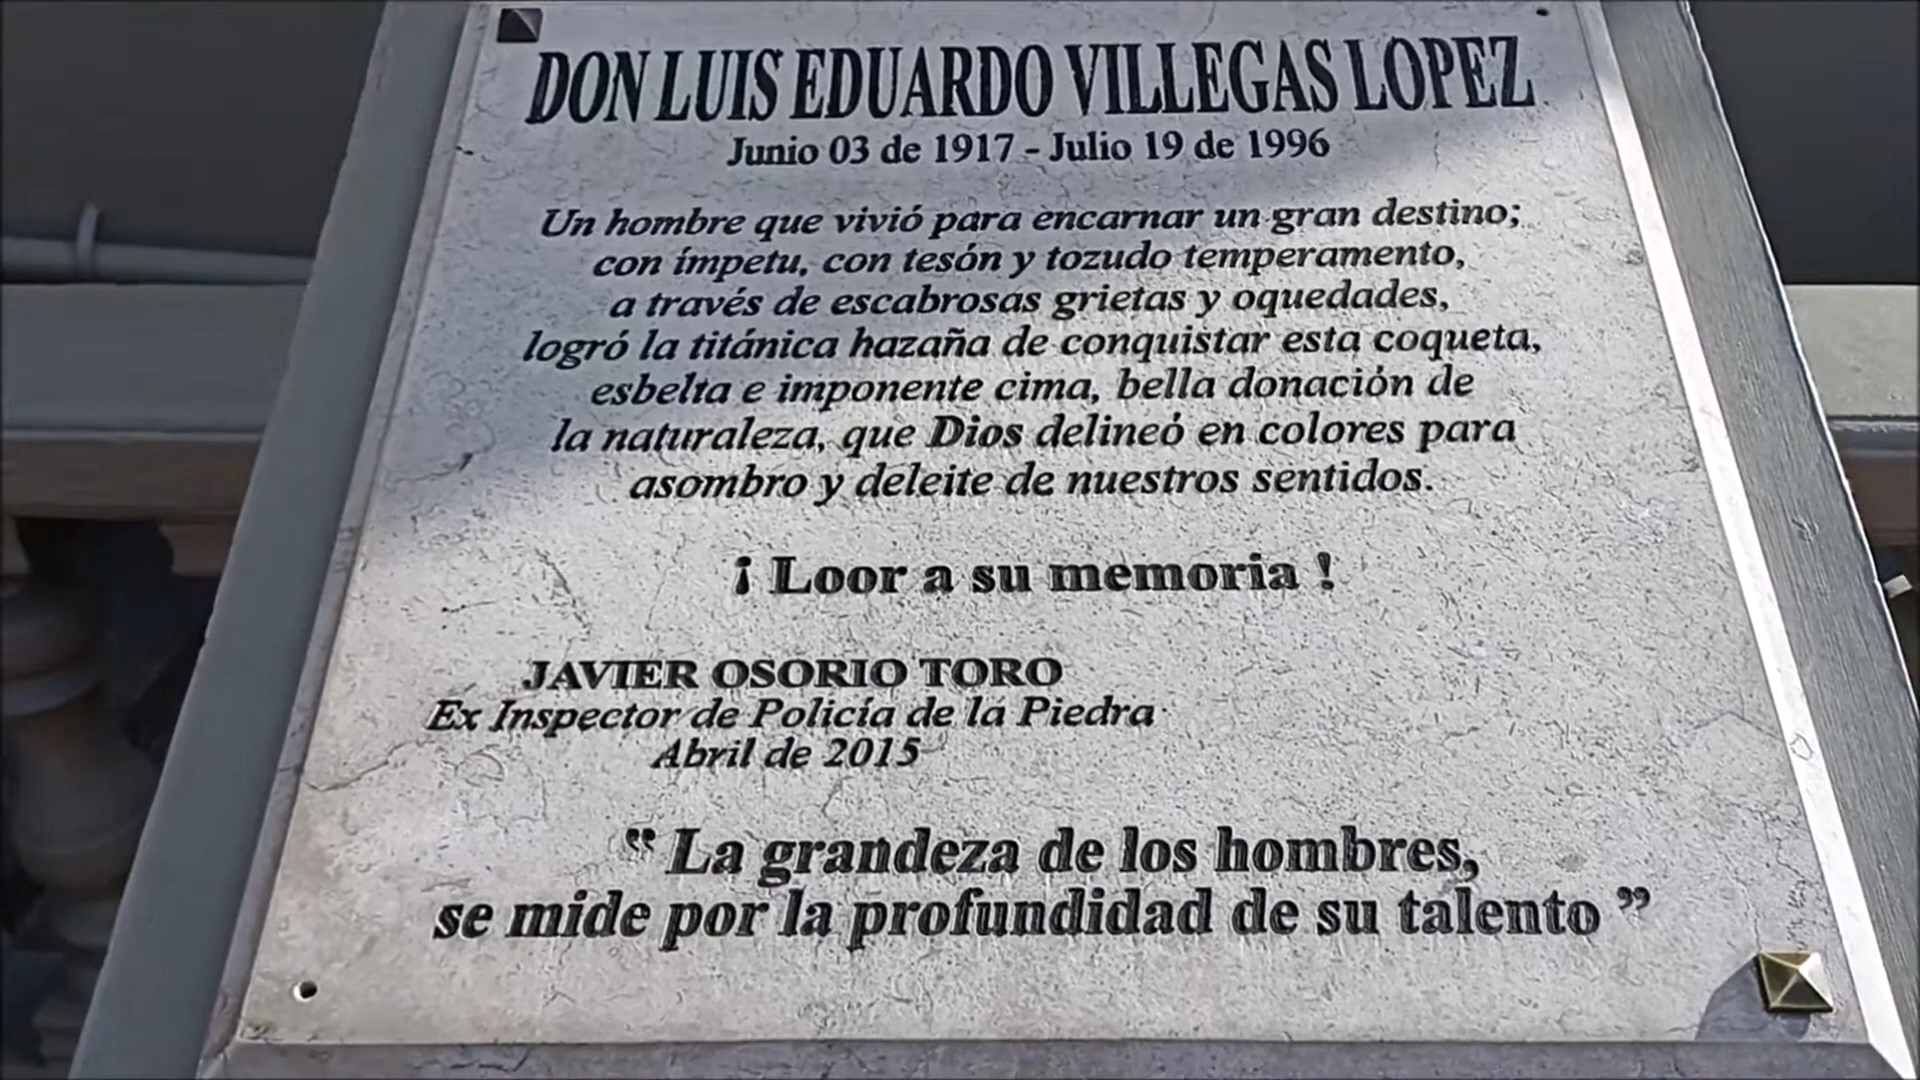 DON LUIS EDUARDO VILLEGAS LOPEZ
Junio 03 de 1917 - Julio 19 de 1996
Un hombre que vivió para encarnar un gran destino;
con ímpetu, con tesón y tozudo temperamento,
a través de escabrosas grietas y oquedades,
logró la titánica hazaña de conquistar esta coqueta,
esbelta e imponente cima, bella donación de
la naturaleza, que Dios delineó en colores para
asombro y deleite de nuestros sentidos.
¡ Loor a su memoria !
JAVIER OSORIO TORO
Ex Inspector de Policía de la Piedra
Abril de 2015
“ La grandeza de los hombres,
se mide por la profundidad de su talento ”